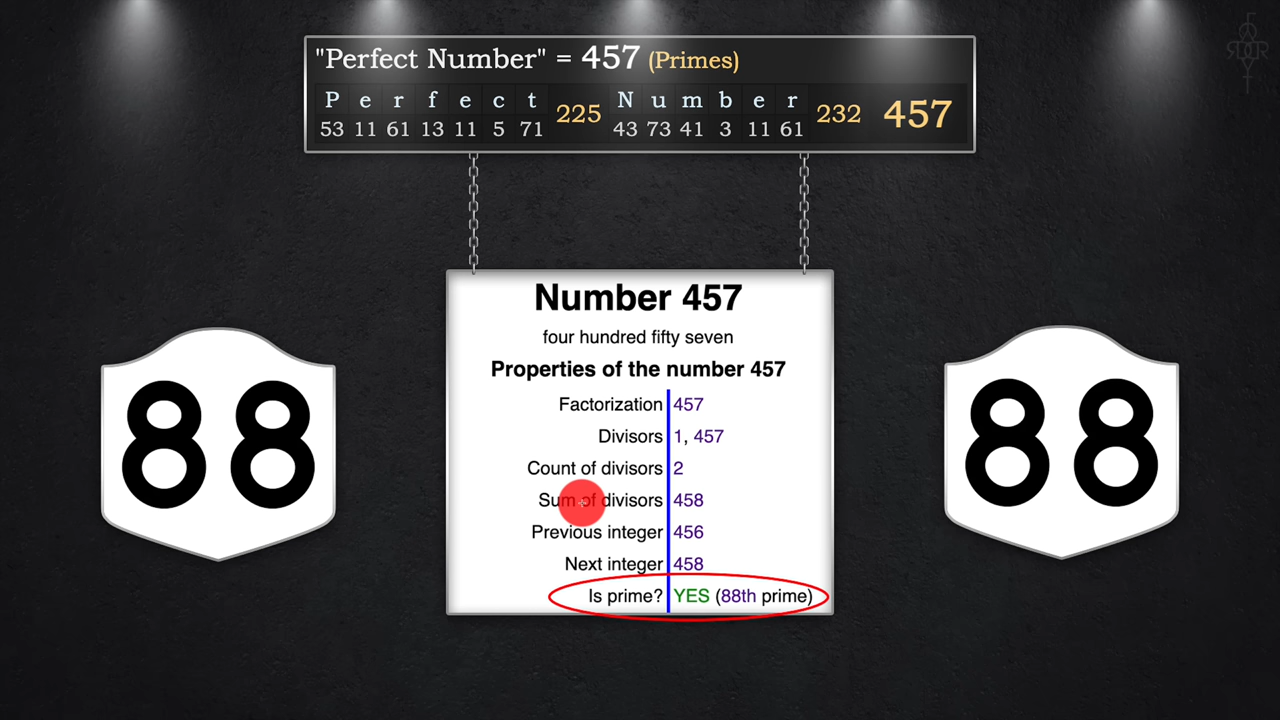 "Perfect Number" = 457 (Primes)
P e r f e c t 225 N u m b e r 232 457
53 11 61 13 11 5 71 43 73 41 3 11 61
Number 457
four hundred fifty seven
Properties of the number 457
Factorization 457
Divisors 1, 457
Count of divisors 2
Sum of divisors 458
Previous integer 456
Next integer 458
Is prime? YES (88th prime)
88
88